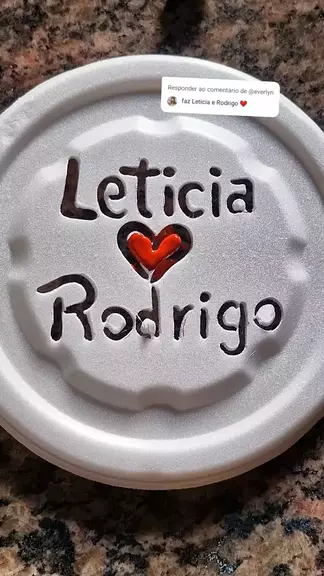 Responder ao comentário de @everlyn
faz Leticia e Rodrigo ❤️
Leticia
Rodrigo